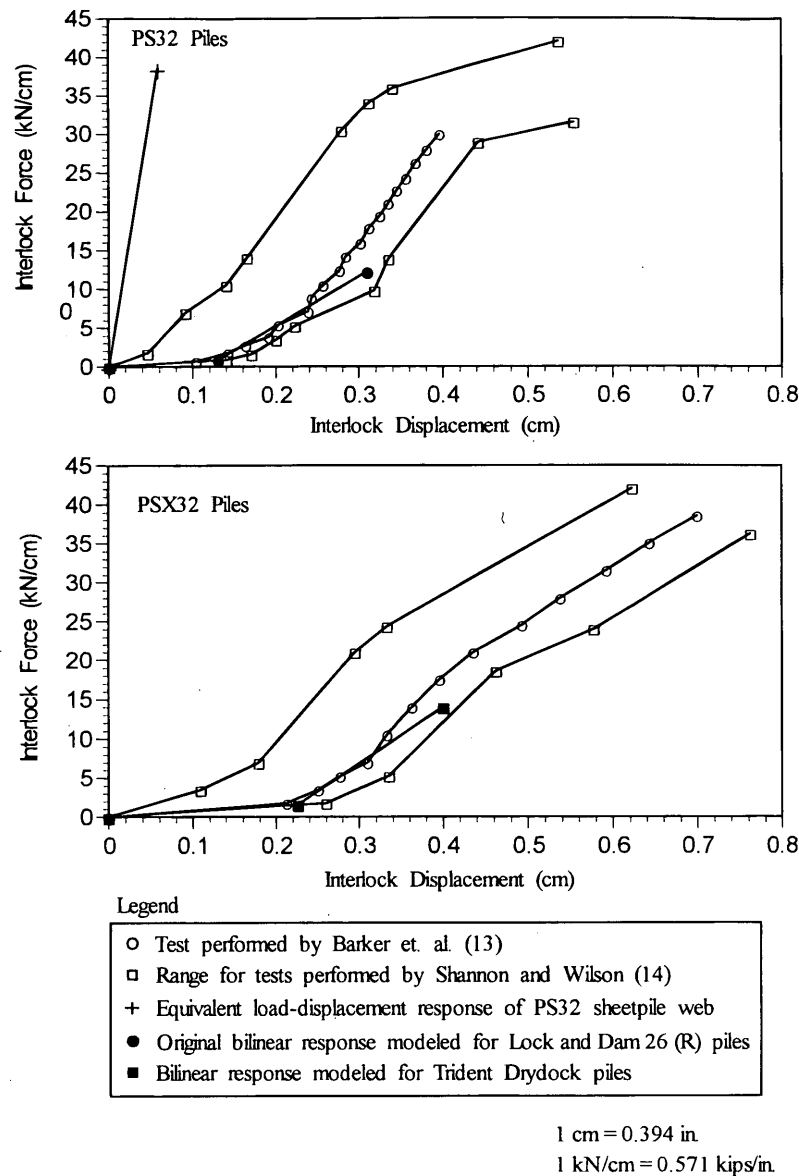 PS32 Piles
45
40
35
30
25
20
15
10
0
5
0
Interlock Force (kN/cm)
0 0.1 0.2 0.3 0.4 0.5 0.6 0.7 0.8
Interlock Displacement (cm)
PSX32 Piles
45
40
35
30
25
20
15
10
5
0
Interlock Force (kN/cm)
0 0.1 0.2 0.3 0.4 0.5 0.6 0.7 0.8
Interlock Displacement (cm)
Legend
Test performed by Barker et. al. (13)
Range for tests performed by Shannon and Wilson (14)
Equivalent load-displacement response of PS32 sheetpile web
Original bilinear response modeled for Lock and Dam 26 (R) piles
Bilinear response modeled for Trident Drydock piles
1 cm = 0.394 in.
1 kN/cm = 0.571 kips/in.